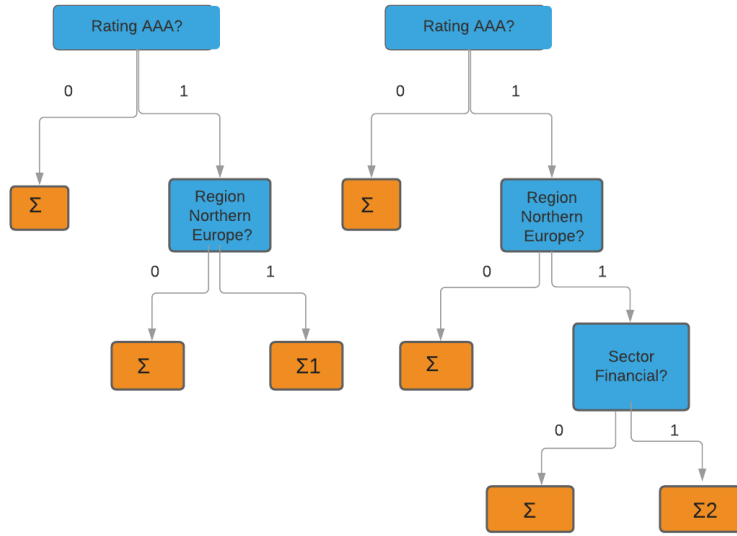 Rating AAA?
0
1
Σ
Region
Northern
Europe?
0
1
Σ
Σ1
Rating AAA?
0
1
Σ
Region
Northern
Europe?
0
1
Σ
Sector
Financial?
0
1
Σ
Σ2